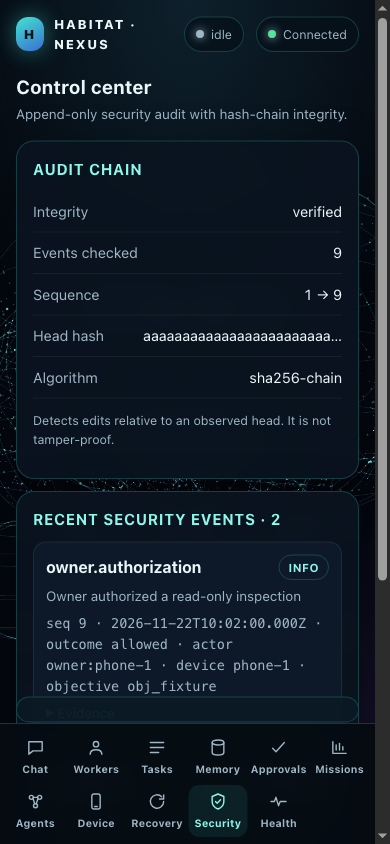 H
HABITAT ·
NEXUS
idle
Connected
Control center
Append-only security audit with hash-chain integrity.
AUDIT CHAIN
Integrity verified
Events checked 9
Sequence 1 → 9
Head hash aaaaaaaaaaaaaaaaaaaaaaaa…
Algorithm sha256-chain
Detects edits relative to an observed head. It is not
tamper-proof.
RECENT SECURITY EVENTS · 2
owner.authorization INFO
Owner authorized a read-only inspection
seq 9 · 2026-11-22T10:02:00.000Z ·
outcome allowed · actor
owner:phone-1 · device phone-1 ·
objective obj_fixture
▶ Evidence
Chat Workers Tasks Memory Approvals Missions
Agents Device Recovery Security Health